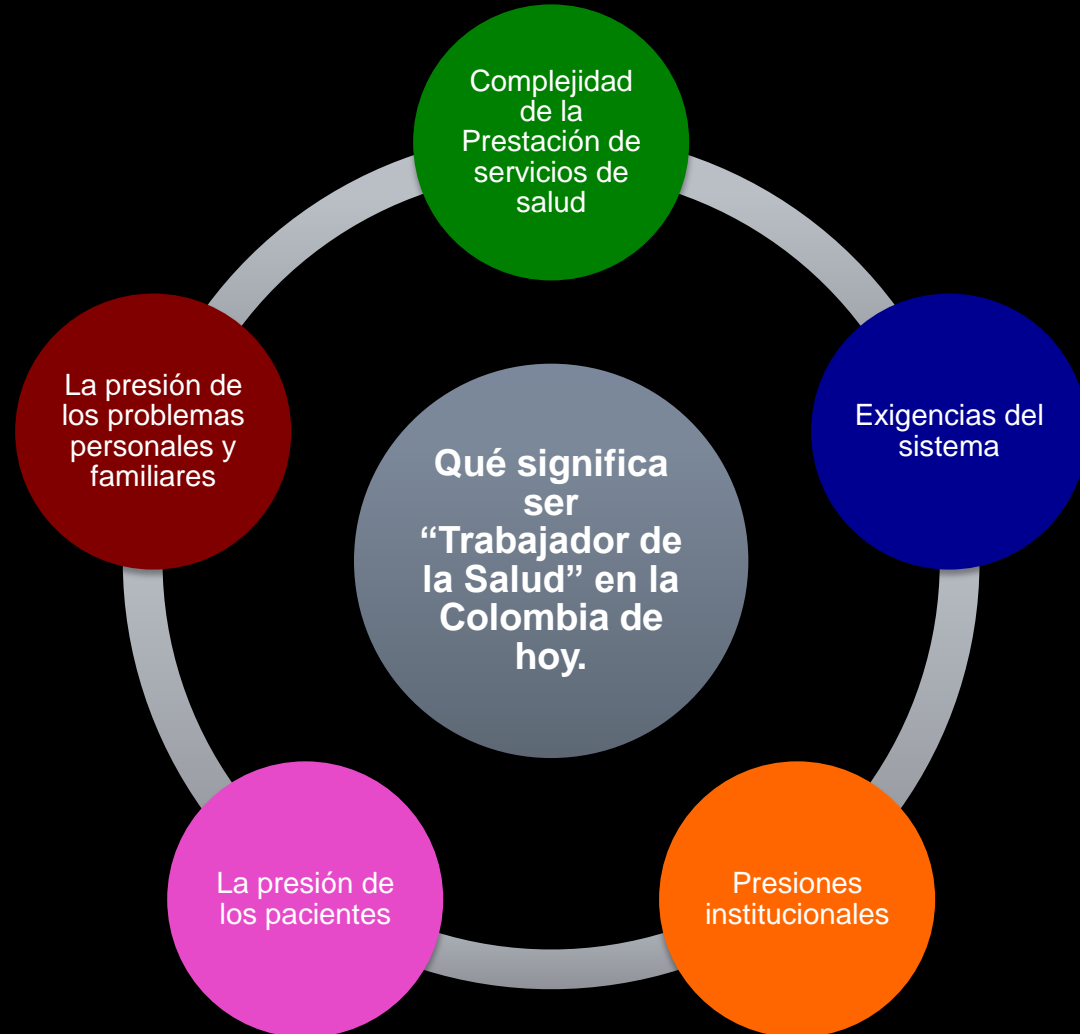 Complejidad
de la
Prestación de
servicios de
salud
La presión de
los problemas
personales y
familiares
Exigencias del
sistema
Qué significa
ser
“Trabajador de
la Salud” en la
Colombia de
hoy.
La presión de
los pacientes
Presiones
institucionales